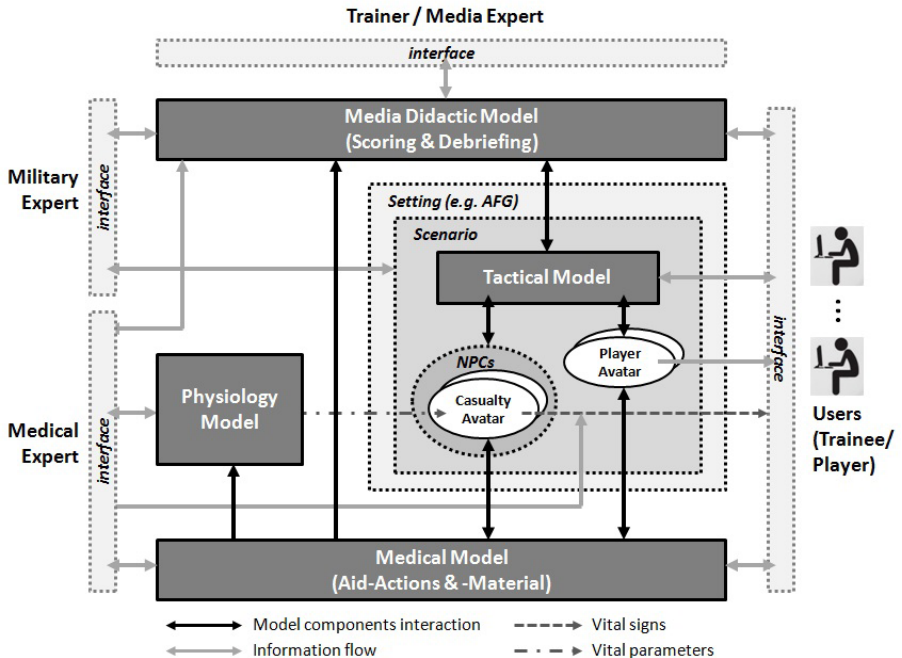 Trainer / Media Expert
interface
Media Didactic Model
(Scoring & Debriefing)
Military
Expert
interface
Setting (e.g. AFG)
Scenario
Tactical Model
NPCs
Casualty
Avatar
Player
Avatar
Physiology
Model
Medical
Expert
interface
interface
...
Users
(Trainee/
Player)
Medical Model
(Aid-Actions & -Material)
Model components interaction
Information flow
Vital signs
Vital parameters